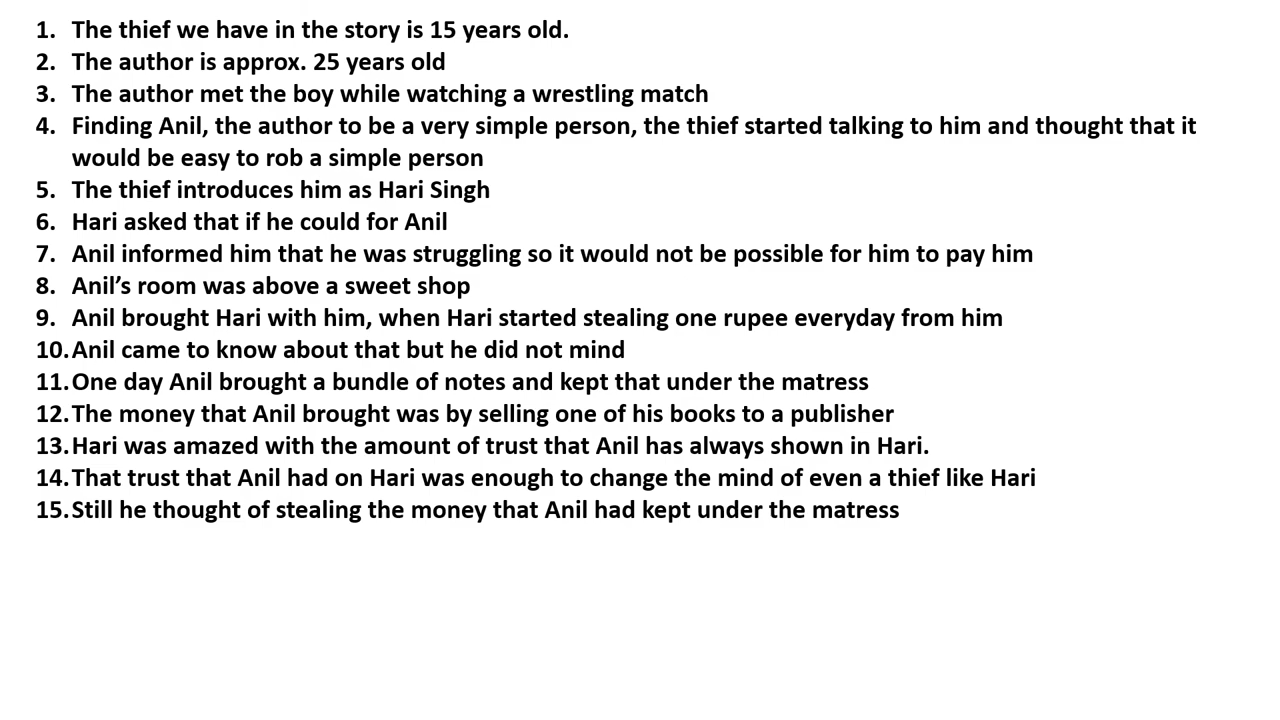 1. The thief we have in the story is 15 years old.
2. The author is approx. 25 years old
3. The author met the boy while watching a wrestling match
4. Finding Anil, the author to be a very simple person, the thief started talking to him and thought that it
would be easy to rob a simple person
5. The thief introduces him as Hari Singh
6. Hari asked that if he could for Anil
7. Anil informed him that he was struggling so it would not be possible for him to pay him
8. Anil’s room was above a sweet shop
9. Anil brought Hari with him, when Hari started stealing one rupee everyday from him
10. Anil came to know about that but he did not mind
11. One day Anil brought a bundle of notes and kept that under the matress
12. The money that Anil brought was by selling one of his books to a publisher
13. Hari was amazed with the amount of trust that Anil has always shown in Hari.
14. That trust that Anil had on Hari was enough to change the mind of even a thief like Hari
15. Still he thought of stealing the money that Anil had kept under the matress